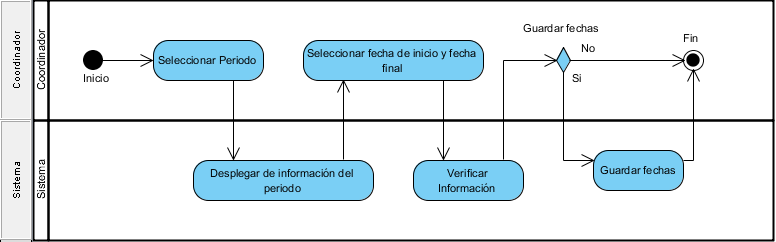 Coordinador
Coordinador
Inicio
Seleccionar Periodo
Seleccionar fecha de inicio y fecha
final
Guardar fechas
No
Si
Fin
Sistema
Sistoma
Desplegar de información del
periodo
Verificar
Información
Guardar fechas